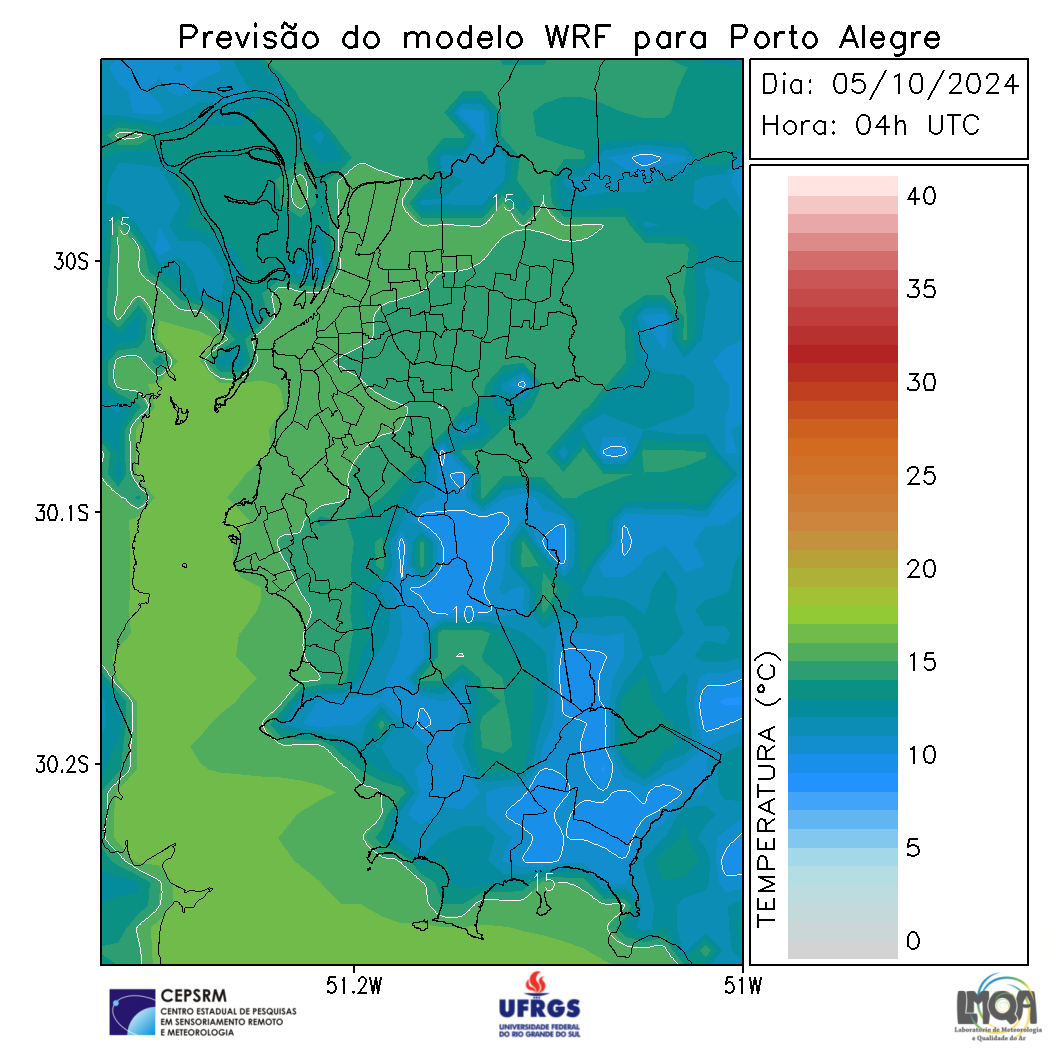 Previsão do modelo WRF para Porto Alegre
Dia: 05/10/2024
Hora: 04h UTC
40
35
30
25
20
15
10
5
0
TEMPERATURA (°C)
15
15
10
15
30S
30.1S
30.2S
51.2W
51W
CEPSRM
CENTRO ESTADUAL DE PESQUISAS
EM SENSORIAMENTO REMOTO
E METEOROLOGIA
UFRGS
UNIVERSIDADE FEDERAL
DO RIO GRANDE DO SUL
LMQA
Laboratório de Meteorologia
e Qualidade do Ar